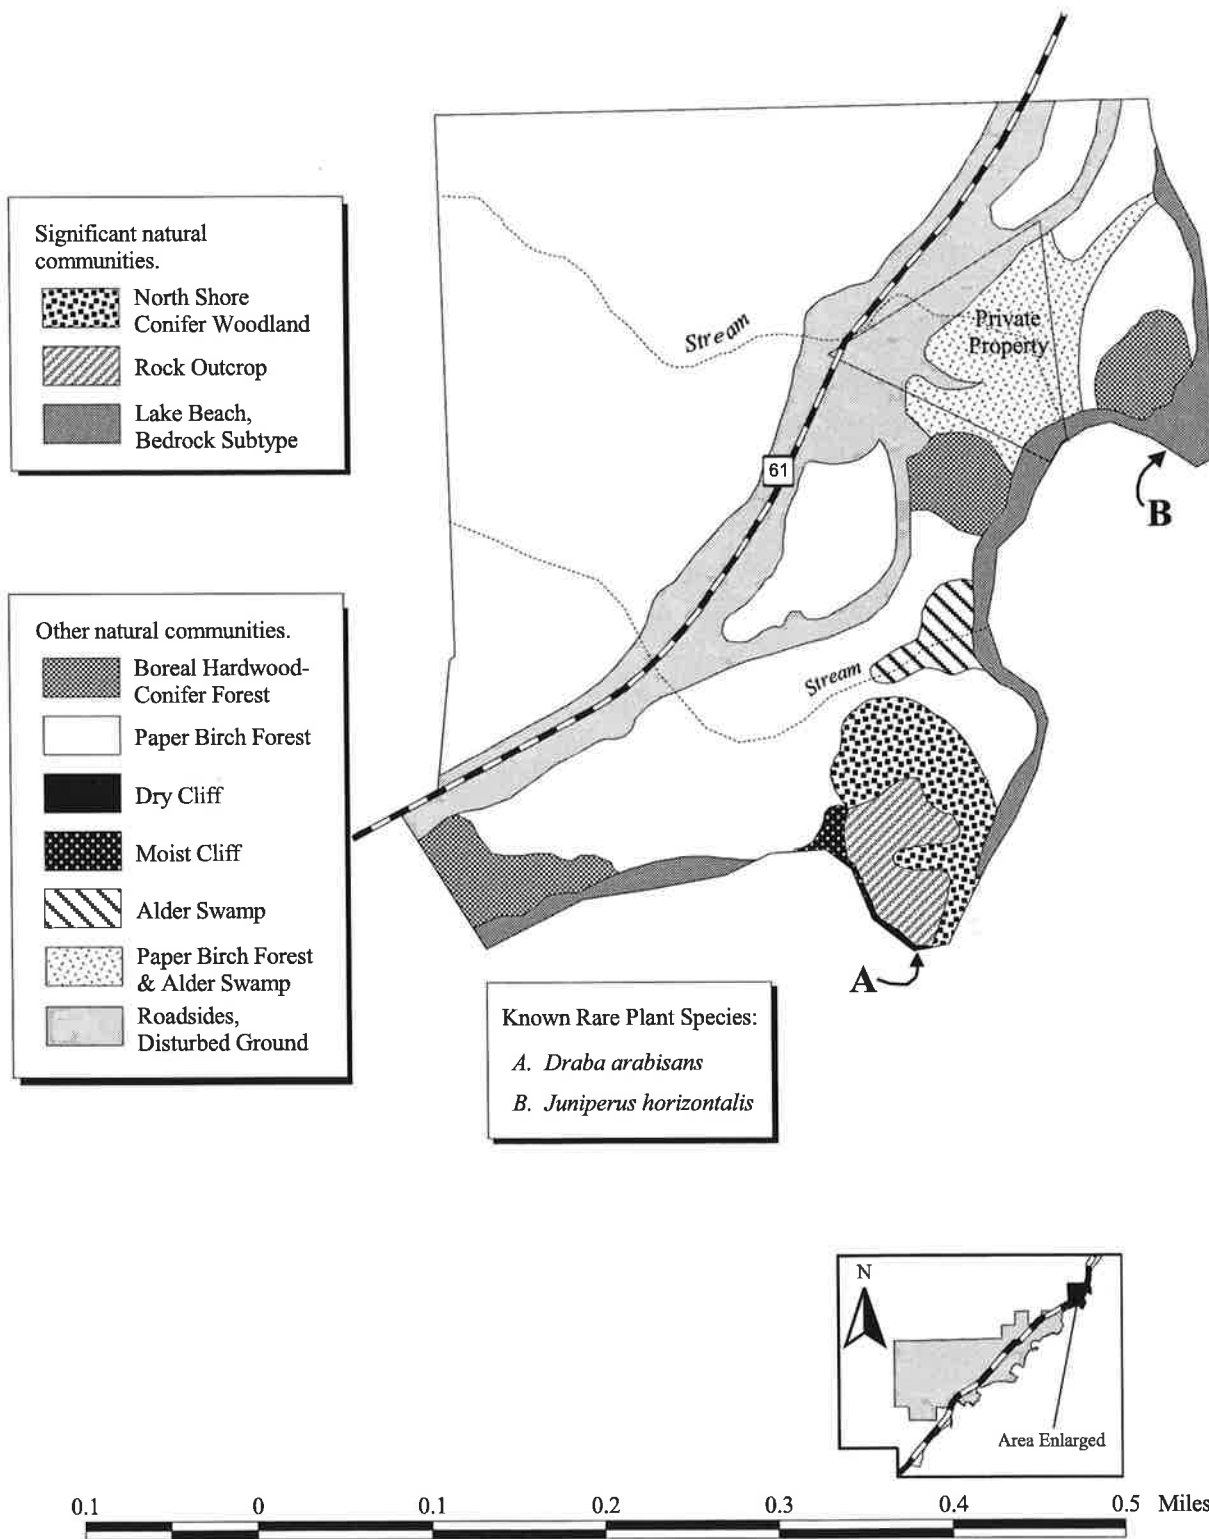 Significant natural
communities.
North Shore
Conifer Woodland
Rock Outcrop
Lake Beach,
Bedrock Subtype
Other natural communities.
Boreal Hardwood-
Conifer Forest
Paper Birch Forest
Dry Cliff
Moist Cliff
Alder Swamp
Paper Birch Forest
& Alder Swamp
Roadsides,
Disturbed Ground
Stream
Private
Property
61
B
Stream
A
Known Rare Plant Species:
A. Draba arabisans
B. Juniperus horizontalis
N
Area Enlarged
0.1 0 0.1 0.2 0.3 0.4 0.5 Miles